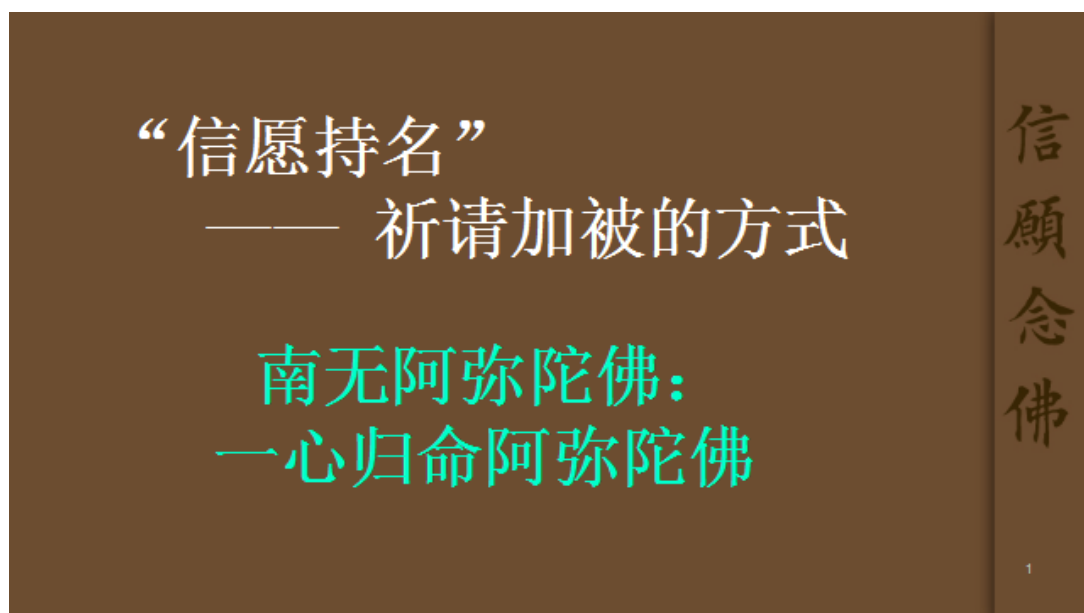 “信愿持名”
—— 祈请加被的方式
南无阿弥陀佛：
一心归命阿弥陀佛
信願念佛
1